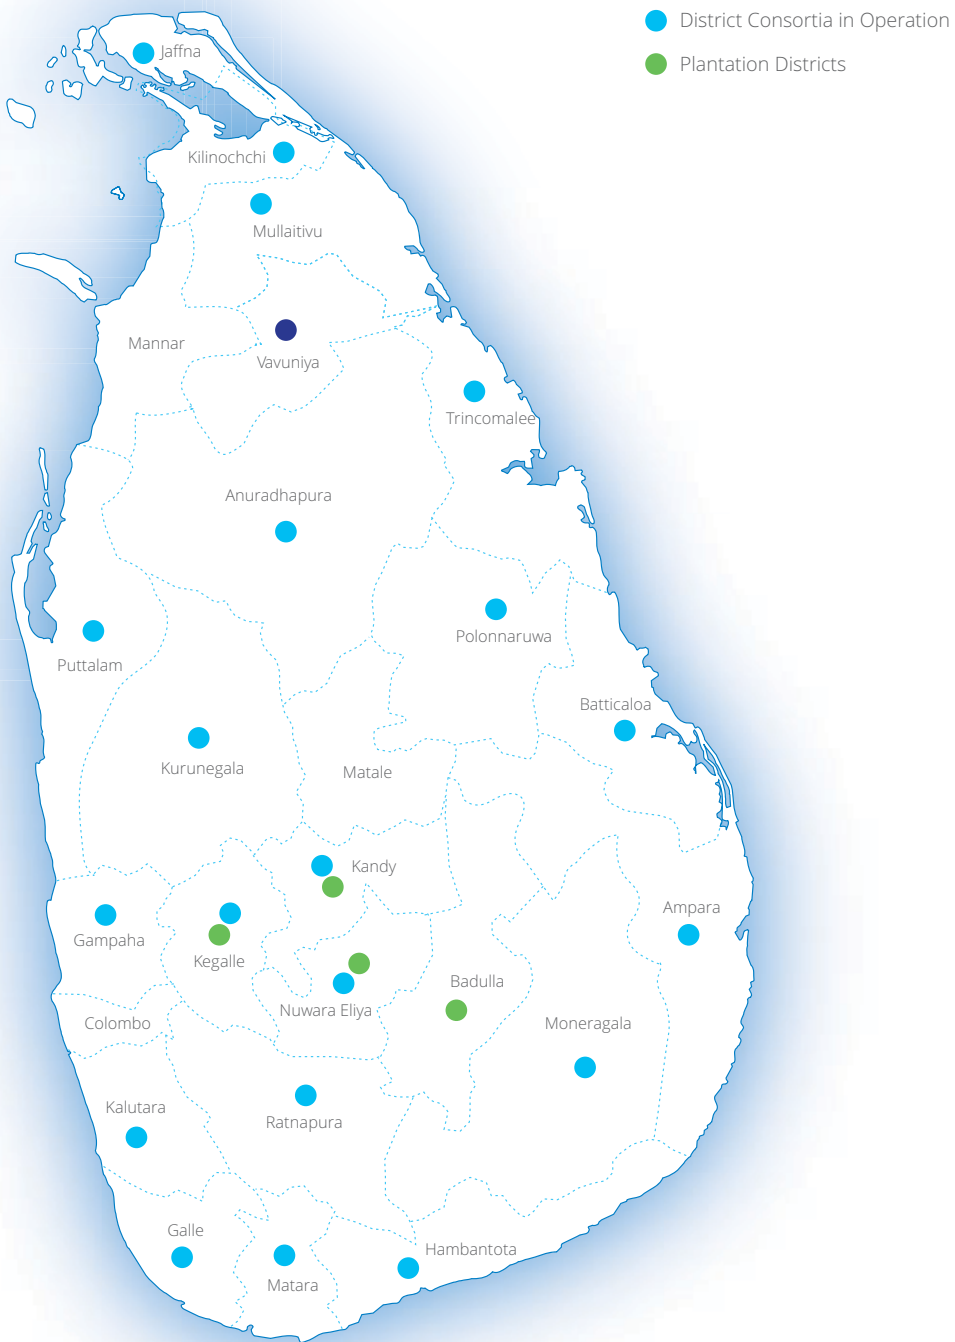 District Consortia in Operation
Jaffna
Plantation Districts
Kilinochchi
Mullaitivu
Mannar
Vavuniya
Trincomalee
Anuradhapura
Polonnaruwa
Puttalam
Batticaloa
Kurunegala
Matale
Kandy
Ampara
Gampaha
Kegalle
Badulla
Nuwara Eliya
Colombo
Moneragala
Kalutara
Ratnapura
Galle
Hambantota
Matara